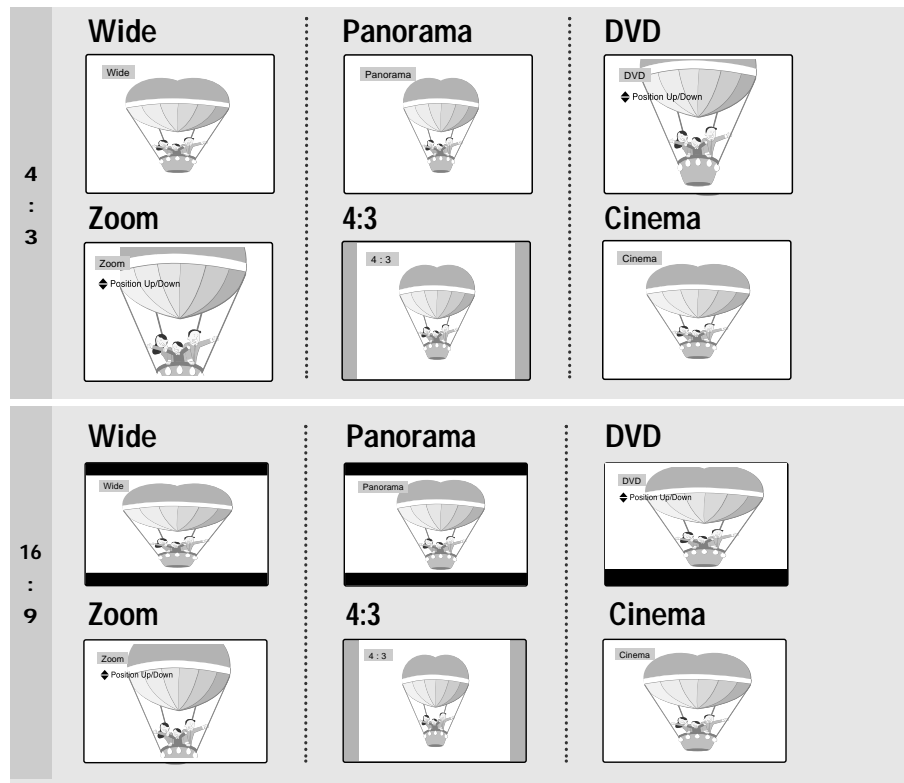 4
:
3
Wide
Wide
Panorama
Panorama
DVD
DVD
Position Up/Down
Zoom
Zoom
Position Up/Down
4:3
4 : 3
Cinema
Cinema
16
:
9
Wide
Wide
Panorama
Panorama
DVD
DVD
Position Up/Down
Zoom
Zoom
Position Up/Down
4:3
4 : 3
Cinema
Cinema